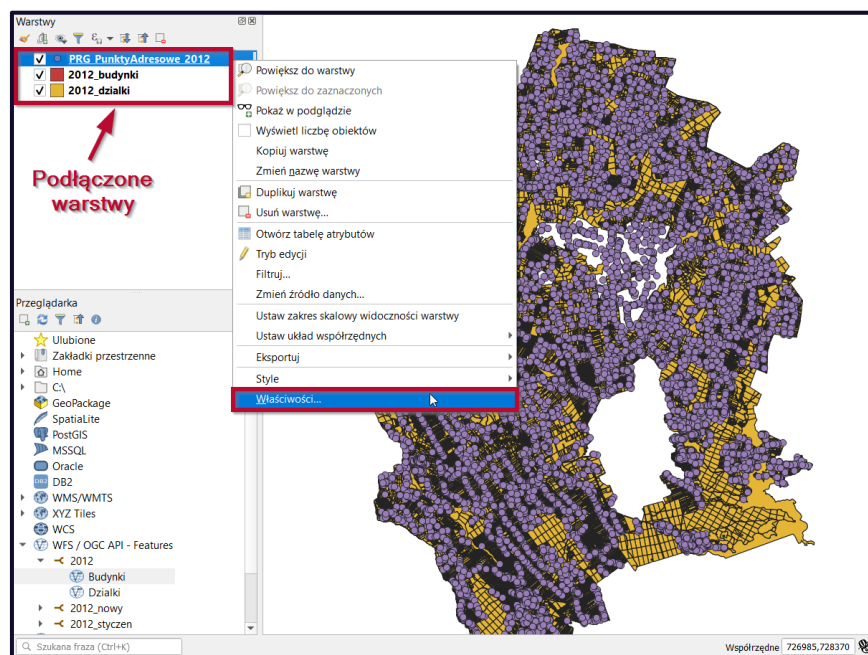 Warstwy
PRG_PunktyAdresowe_2012
2012_budynki
2012_dzialki
Podłączone
warstwy
Powiększ do warstwy
Powiększ do zaznaczonych
Pokaż w podglądzie
Wyświetl liczbę obiektów
Kopiuj warstwę
Zmień nazwę warstwy
Duplikuj warstwę
Usuń warstwę...
Otwórz tabelę atrybutów
Tryb edycji
Filtruj...
Zmień źródło danych...
Ustaw zakres skalowy widoczności warstwy
Ustaw układ współrzędnych
Eksportuj
Style
Właściwości...
Przeglądarka
Ulubione
Zakładki przestrzenne
Home
C:\
GeoPackage
SpatiaLite
PostGIS
MSSQL
Oracle
DB2
DB2
WMS/WMTS
XYZ Tiles
WCS
WFS / OGC API - Features
2012
Budynki
Dzialki
2012_nowy
2012_styczen
Szukana fraza (Ctrl+K)
Współrzędne 726985,728370